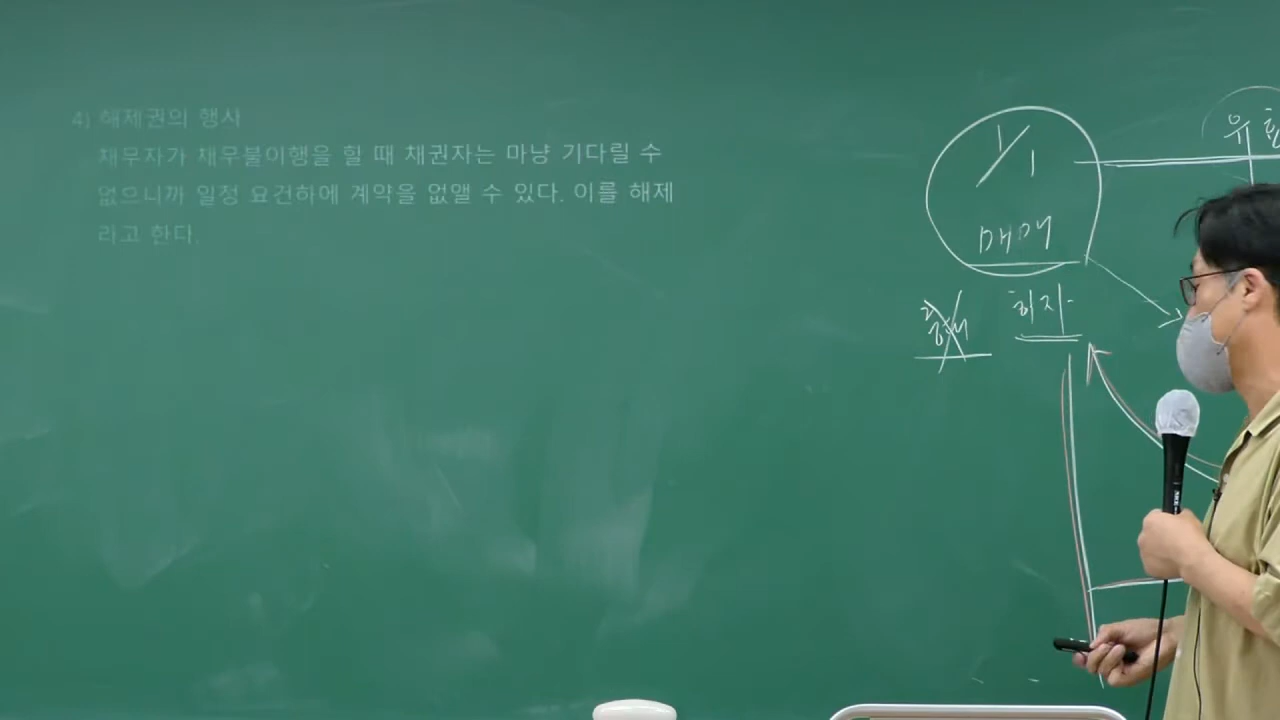 4) 해제권의 행사
채무자가 채무불이행을 할 때 채권자는 마냥 기다릴 수
없으니까 일정 요건하에 계약을 없앨 수 있다. 이를 해제
라고 한다.
1/1
매매
하자
유효